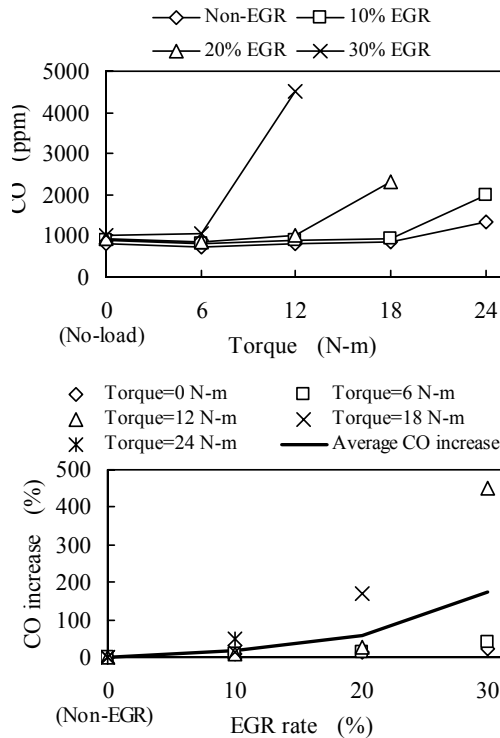 Non-EGR 10% EGR
20% EGR 30% EGR
5000
4000
3000
2000
1000
0
CO (ppm)
0 6 12 18 24
(No-load)
Torque (N-m)
Torque=0 N-m Torque=6 N-m
Torque=12 N-m Torque=18 N-m
Torque=24 N-m Average CO increase
500
400
300
200
100
0
CO increase (%)
0 10 20 30
(Non-EGR)
EGR rate (%)